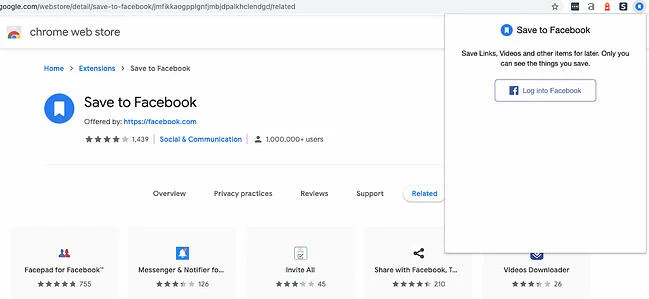 google.com/webstore/detail/save-to-facebook/jmfikkaogpplgnfjmbjdpalkhclendgd/related
chrome web store
Home > Extensions > Save to Facebook
Save to Facebook
Offered by: https://facebook.com
1,439
Social & Communication
1,000,000+ users
Overview
Privacy practices
Reviews
Support
Related
Facepad for Facebook™
755
Messenger & Notifier fo...
126
Invite All
45
Share with Facebook, T...
210
Videos Downloader
26
Save to Facebook
Save Links, Videos and other items for later. Only you
can see the things you save.
Log into Facebook